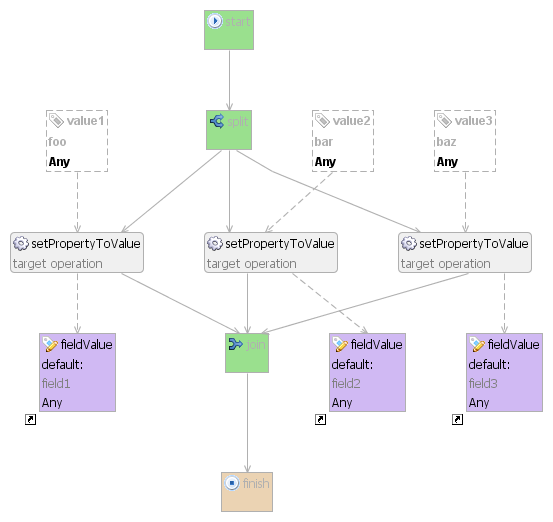 start
value1
foo
Any
split
value2
bar
Any
value3
baz
Any
setPropertyToValue
target operation
setPropertyToValue
target operation
setPropertyToValue
target operation
fieldValue
default:
field1
Any
join
fieldValue
default:
field2
Any
fieldValue
default:
field3
Any
finish